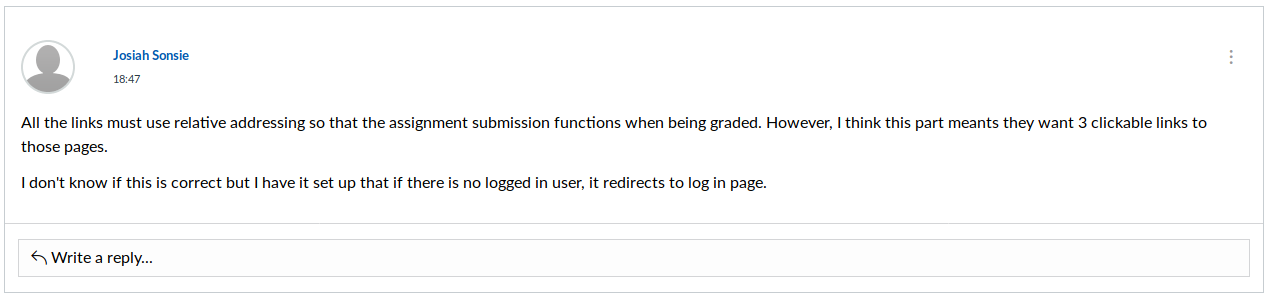 Josiah Sonsie
18:47
All the links must use relative addressing so that the assignment submission functions when being graded. However, I think this part meants they want 3 clickable links to
those pages.
I don't know if this is correct but I have it set up that if there is no logged in user, it redirects to log in page.
Write a reply...